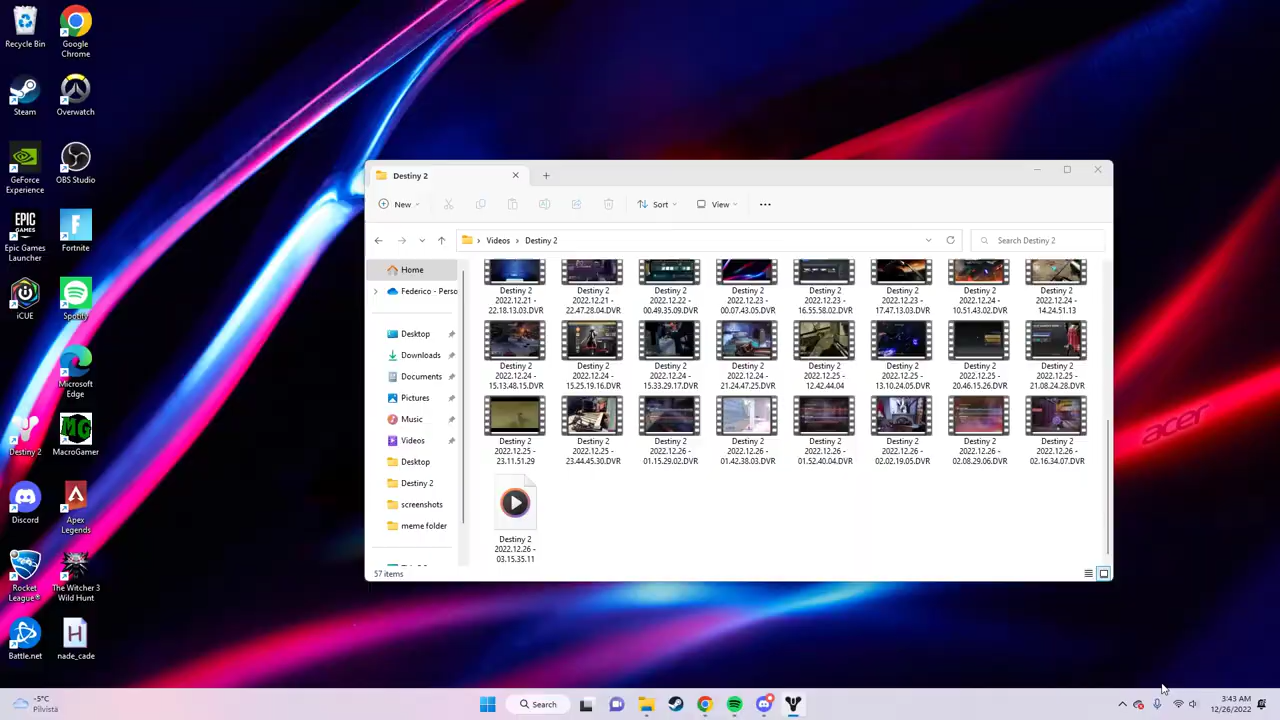 Recycle Bin
Google
Chrome
Steam
Overwatch
GeForce
Experience
OBS Studio
EPIC
GAMES
Epic Games
Launcher
Fortnite
iCUE
Spotify
Microsoft
Edge
Destiny 2
MG
MacroGamer
Discord
Apex
Legends
Rocket
League®
The Witcher 3
Wild Hunt
Battle.net
H
nade_cade
Destiny 2
New
Sort
View
Videos
Destiny 2
Search Destiny 2
Home
Federico - Perso
Desktop
Downloads
Documents
Pictures
Music
Videos
Desktop
Destiny 2
screenshots
meme folder
Destiny 2
2022.12.21 -
22.18.13.03.DVR
Destiny 2
2022.12.21 -
22.47.28.04.DVR
Destiny 2
2022.12.22 -
00.49.35.09.DVR
Destiny 2
2022.12.23 -
00.07.43.05.DVR
Destiny 2
2022.12.23 -
16.55.58.02.DVR
Destiny 2
2022.12.23 -
17.47.13.03.DVR
Destiny 2
2022.12.24 -
10.51.43.02.DVR
Destiny 2
2022.12.24 -
14.24.51.13
Destiny 2
2022.12.24 -
15.13.48.15.DVR
Destiny 2
2022.12.24 -
15.25.19.16.DVR
Destiny 2
2022.12.24 -
15.33.29.17.DVR
Destiny 2
2022.12.24 -
21.24.47.25.DVR
Destiny 2
2022.12.25 -
12.42.44.04
Destiny 2
2022.12.25 -
13.10.24.05.DVR
Destiny 2
2022.12.25 -
20.46.15.26.DVR
Destiny 2
2022.12.25 -
21.08.24.28.DVR
Destiny 2
2022.12.25 -
23.11.51.29
Destiny 2
2022.12.25 -
23.44.45.30.DVR
Destiny 2
2022.12.26 -
01.15.29.02.DVR
Destiny 2
2022.12.26 -
01.42.38.03.DVR
Destiny 2
2022.12.26 -
01.52.40.04.DVR
Destiny 2
2022.12.26 -
02.02.19.05.DVR
Destiny 2
2022.12.26 -
02.08.29.06.DVR
Destiny 2
2022.12.26 -
02.16.34.07.DVR
Destiny 2
2022.12.26 -
03.15.35.11
57 items
acer
-5°C
Pilvistä
Search
3:43 AM
12/26/2022